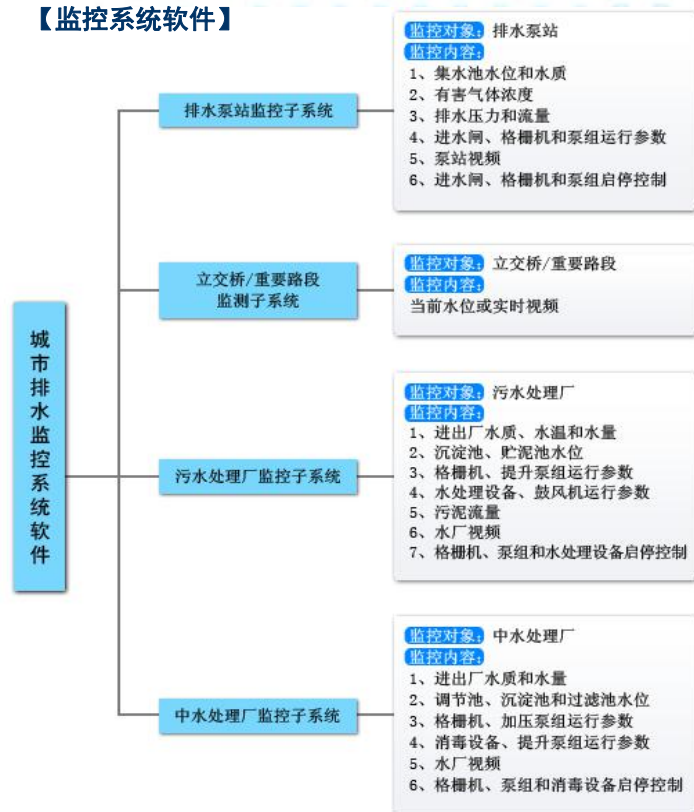 【监控系统软件】
城市排水监控系统软件
排水泵站监控子系统
监控对象：排水泵站
监控内容：
1、集水池水位和水质
2、有害气体浓度
3、排水压力和流量
4、进水闸、格栅机和泵组运行参数
5、泵站视频
6、进水闸、格栅机和泵组启停控制
立交桥/重要路段
监测子系统
监控对象：立交桥/重要路段
监控内容：
当前水位或实时视频
污水处理厂监控子系统
监控对象：污水处理厂
监控内容：
1、进出厂水质、水温和水量
2、沉淀池、贮泥池水位
3、格栅机、提升泵组运行参数
4、水处理设备、鼓风机运行参数
5、污泥流量
6、水厂视频
7、格栅机、泵组和水处理设备启停控制
中水处理厂监控子系统
监控对象：中水处理厂
监控内容：
1、进出厂水质和水量
2、调节池、沉淀池和过滤池水位
3、格栅机、加压泵组运行参数
4、消毒设备、提升泵组运行参数
5、水厂视频
6、格栅机、泵组和消毒设备启停控制